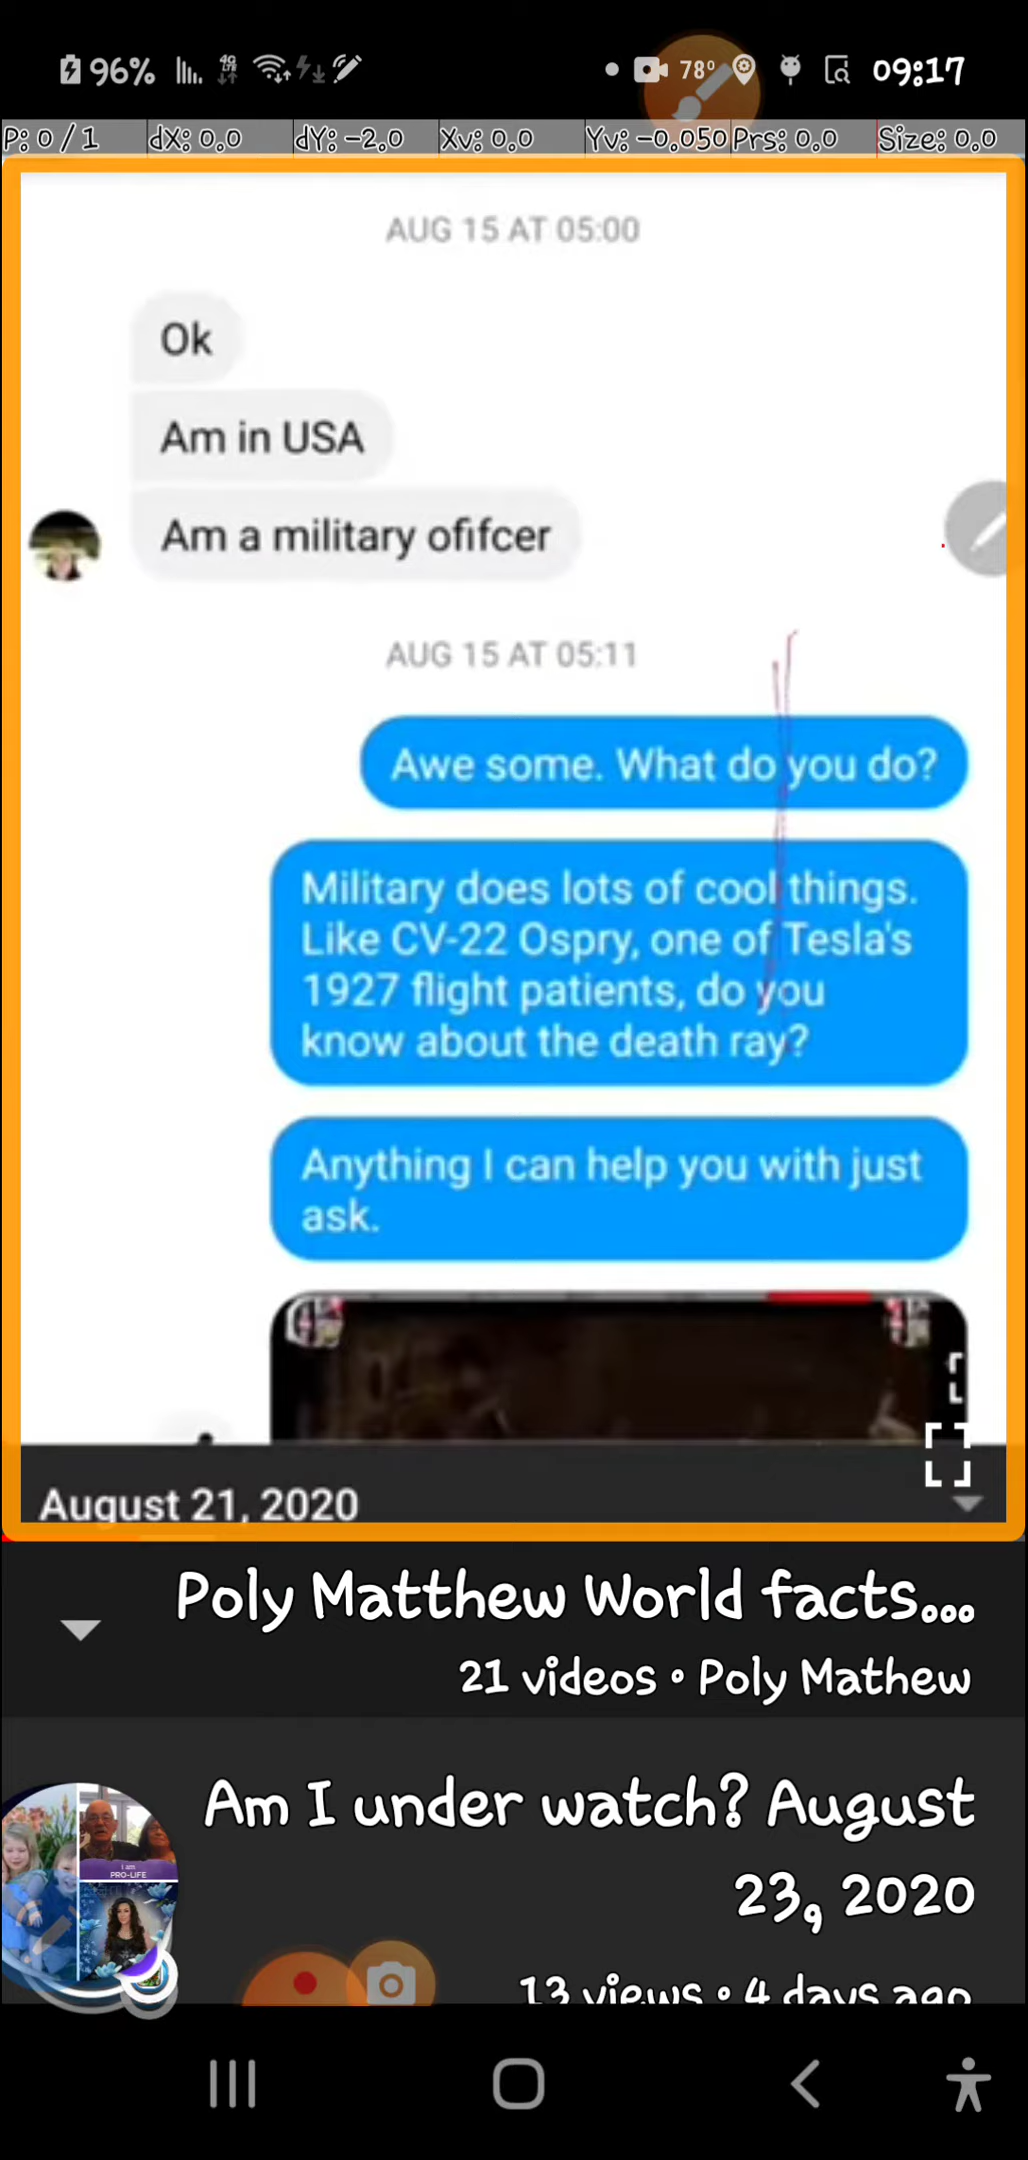 96% 4G 78° 09:17
P: 0 / 1 dX: 0.0 dY: -2.0 Xv: 0.0 Yv: -0.050 Prs: 0.0 Size: 0.0
AUG 15 AT 05:00
Ok
Am in USA
Am a military ofifcer
AUG 15 AT 05:11
Awe some. What do you do?
Military does lots of cool things.
Like CV-22 Ospry, one of Tesla's
1927 flight patients, do you
know about the death ray?
Anything I can help you with just
ask.
August 21, 2020
Poly Matthew World facts...
21 videos • Poly Mathew
Am I under watch? August
23, 2020
i am
PRO-LIFE
13 views • 4 days ago